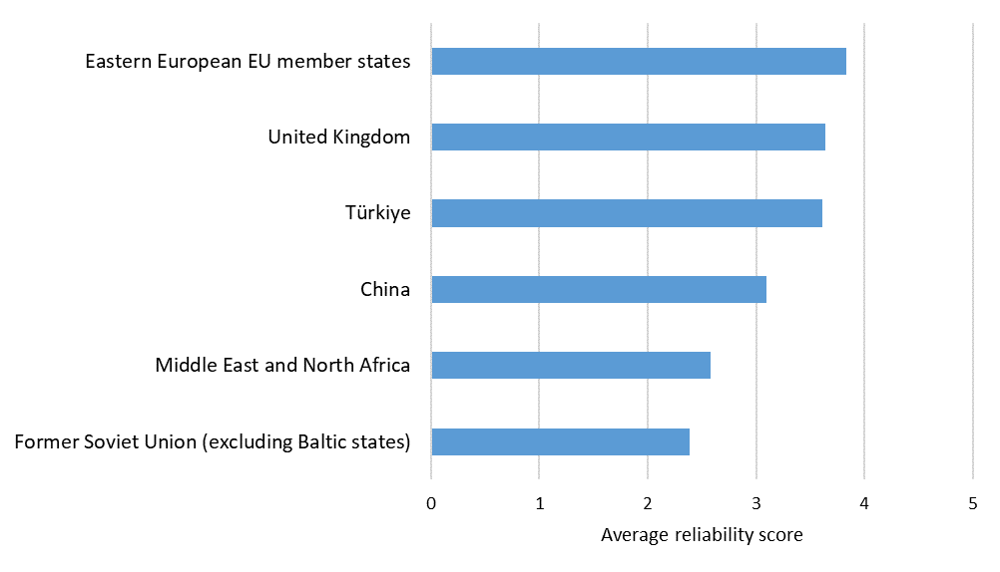 Eastern European EU member states
United Kingdom
Türkiye
China
Middle East and North Africa
Former Soviet Union (excluding Baltic states)
0 1 2 3 4 5
Average reliability score